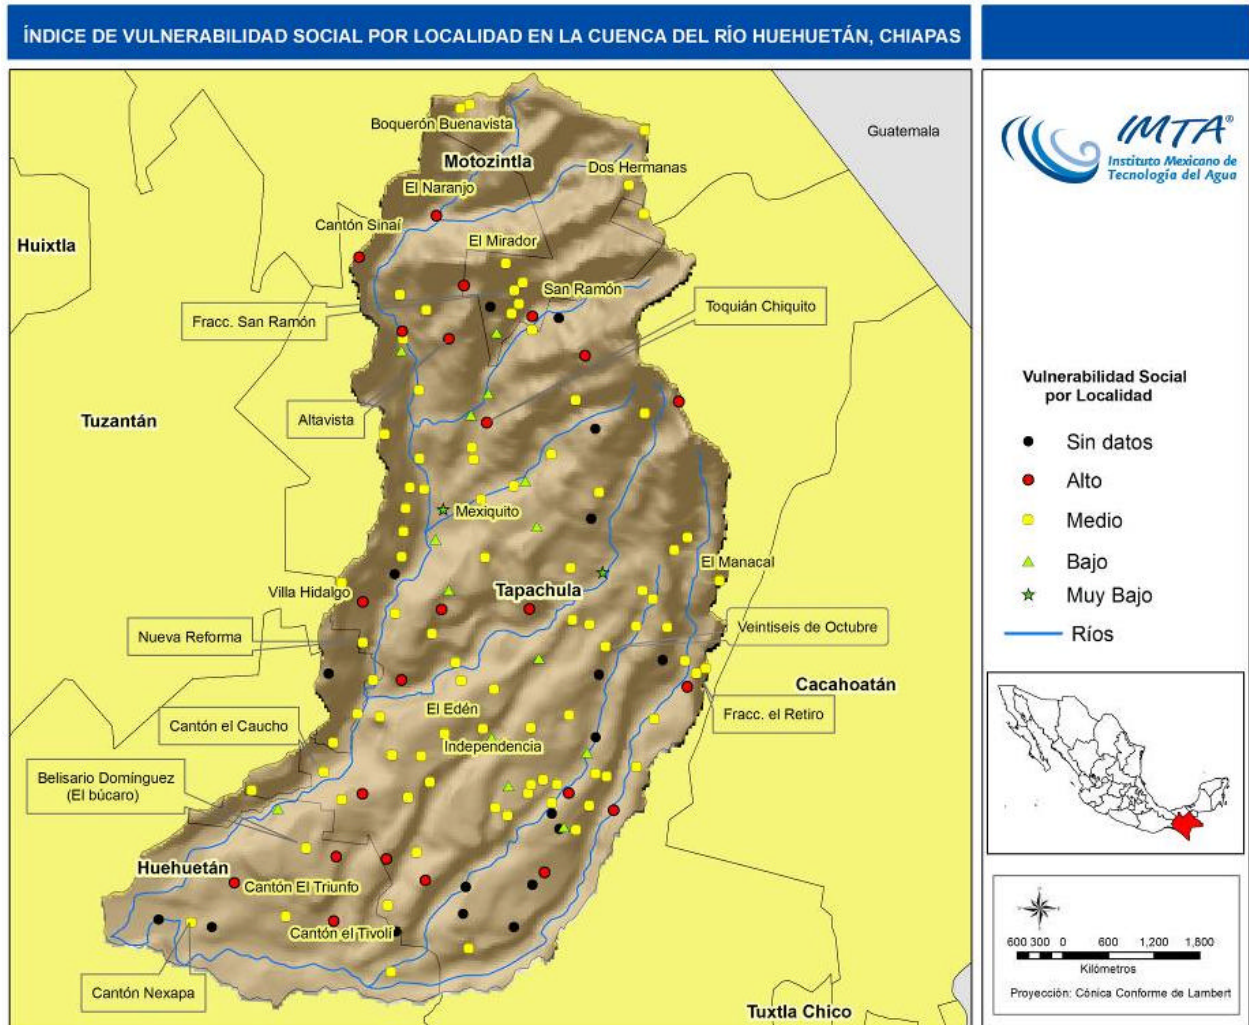 ÍNDICE DE VULNERABILIDAD SOCIAL POR LOCALIDAD EN LA CUENCA DEL RÍO HUEHUETÁN, CHIAPAS
Boquerón Buenavista
Guatemala
Motozintla
Dos Hermanas
El Naranjo
Cantón Sinaí
Huixtla
El Mirador
San Ramón
Toquián Chiquito
Fracc. San Ramón
Altavista
Tuzantán
Mexiquito
El Manacal
Villa Hidalgo
Tapachula
Nueva Reforma
Veintiseis de Octubre
Cacahoatán
El Edén
Fracc. el Retiro
Cantón el Caucho
Independencia
Belisario Domínguez
(El búcaro)
Huehuetán
Cantón El Triunfo
Cantón el Tivolí
Cantón Nexapa
Tuxtla Chico
IMTA®
Instituto Mexicano de
Tecnología del Agua
Vulnerabilidad Social
por Localidad
Sin datos
Alto
Medio
Bajo
Muy Bajo
Ríos
600 300 0 600 1,200 1,800
Kilómetros
Proyección: Cónica Conforme de Lambert